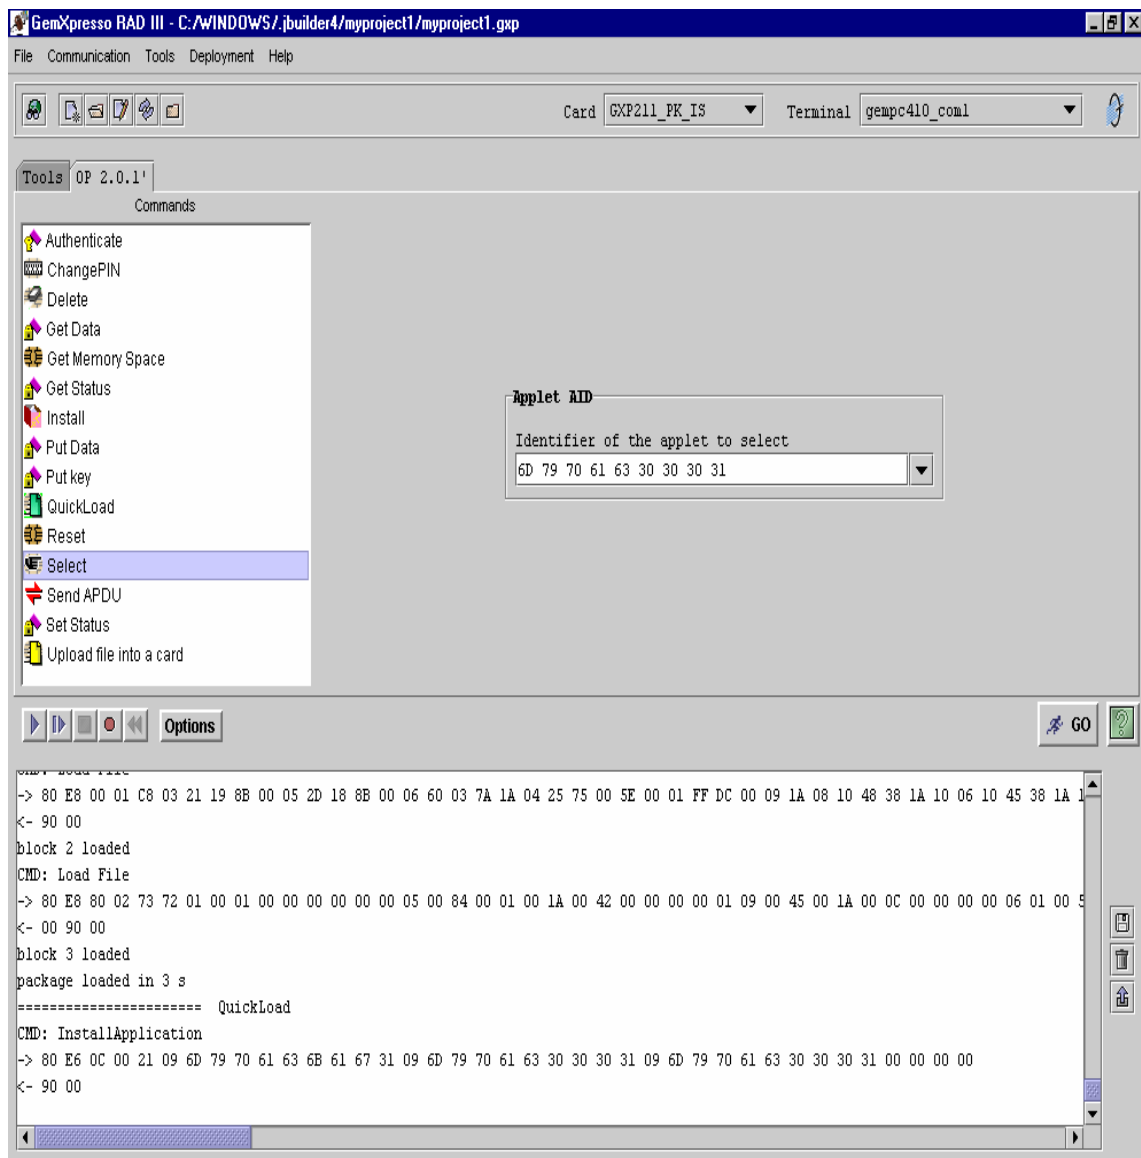 GemXpresso RAD III - C:/WINDOWS/.jbuilder4/myproject1/myproject1.gxp
File Communication Tools Deployment Help
Card GXP211_PK_IS Terminal gempc410_com1
Tools OP 2.0.1'
Commands
Authenticate
ChangePIN
Delete
Get Data
Get Memory Space
Get Status
Install
Put Data
Put key
QuickLoad
Reset
Select
Send APDU
Set Status
Upload file into a card
Applet AID
Identifier of the applet to select
6D 79 70 61 63 30 30 30 31
Options
GO
CMD: Load File
-> 80 E8 00 01 C8 03 21 19 8B 00 05 2D 18 8B 00 06 60 03 7A 1A 04 25 75 00 5E 00 01 FF DC 00 09 1A 08 10 48 38 1A 10 06 10 45 38 1A
<- 90 00
block 2 loaded
CMD: Load File
-> 80 E8 80 02 73 72 01 00 01 00 00 00 00 00 00 05 00 84 00 01 00 1A 00 42 00 00 00 00 01 09 00 45 00 1A 00 0C 00 00 00 00 06 01 00
<- 00 90 00
block 3 loaded
package loaded in 3 s
======================= QuickLoad
CMD: InstallApplication
-> 80 E6 0C 00 21 09 6D 79 70 61 63 6B 61 67 31 09 6D 79 70 61 63 30 30 30 31 09 6D 79 70 61 63 30 30 30 31 00 00 00 00
<- 90 00